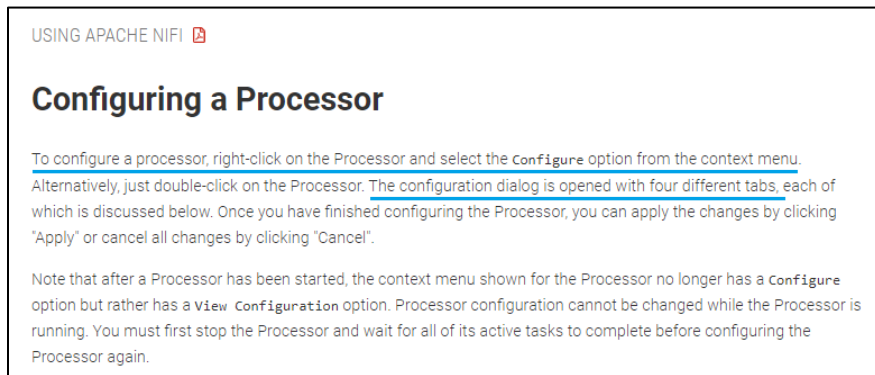 USING APACHE NIFI
Configuring a Processor
To configure a processor, right-click on the Processor and select the Configure option from the context menu.
Alternatively, just double-click on the Processor. The configuration dialog is opened with four different tabs, each of
which is discussed below. Once you have finished configuring the Processor, you can apply the changes by clicking
"Apply" or cancel all changes by clicking "Cancel".
Note that after a Processor has been started, the context menu shown for the Processor no longer has a Configure
option but rather has a View Configuration option. Processor configuration cannot be changed while the Processor is
running. You must first stop the Processor and wait for all of its active tasks to complete before configuring the
Processor again.